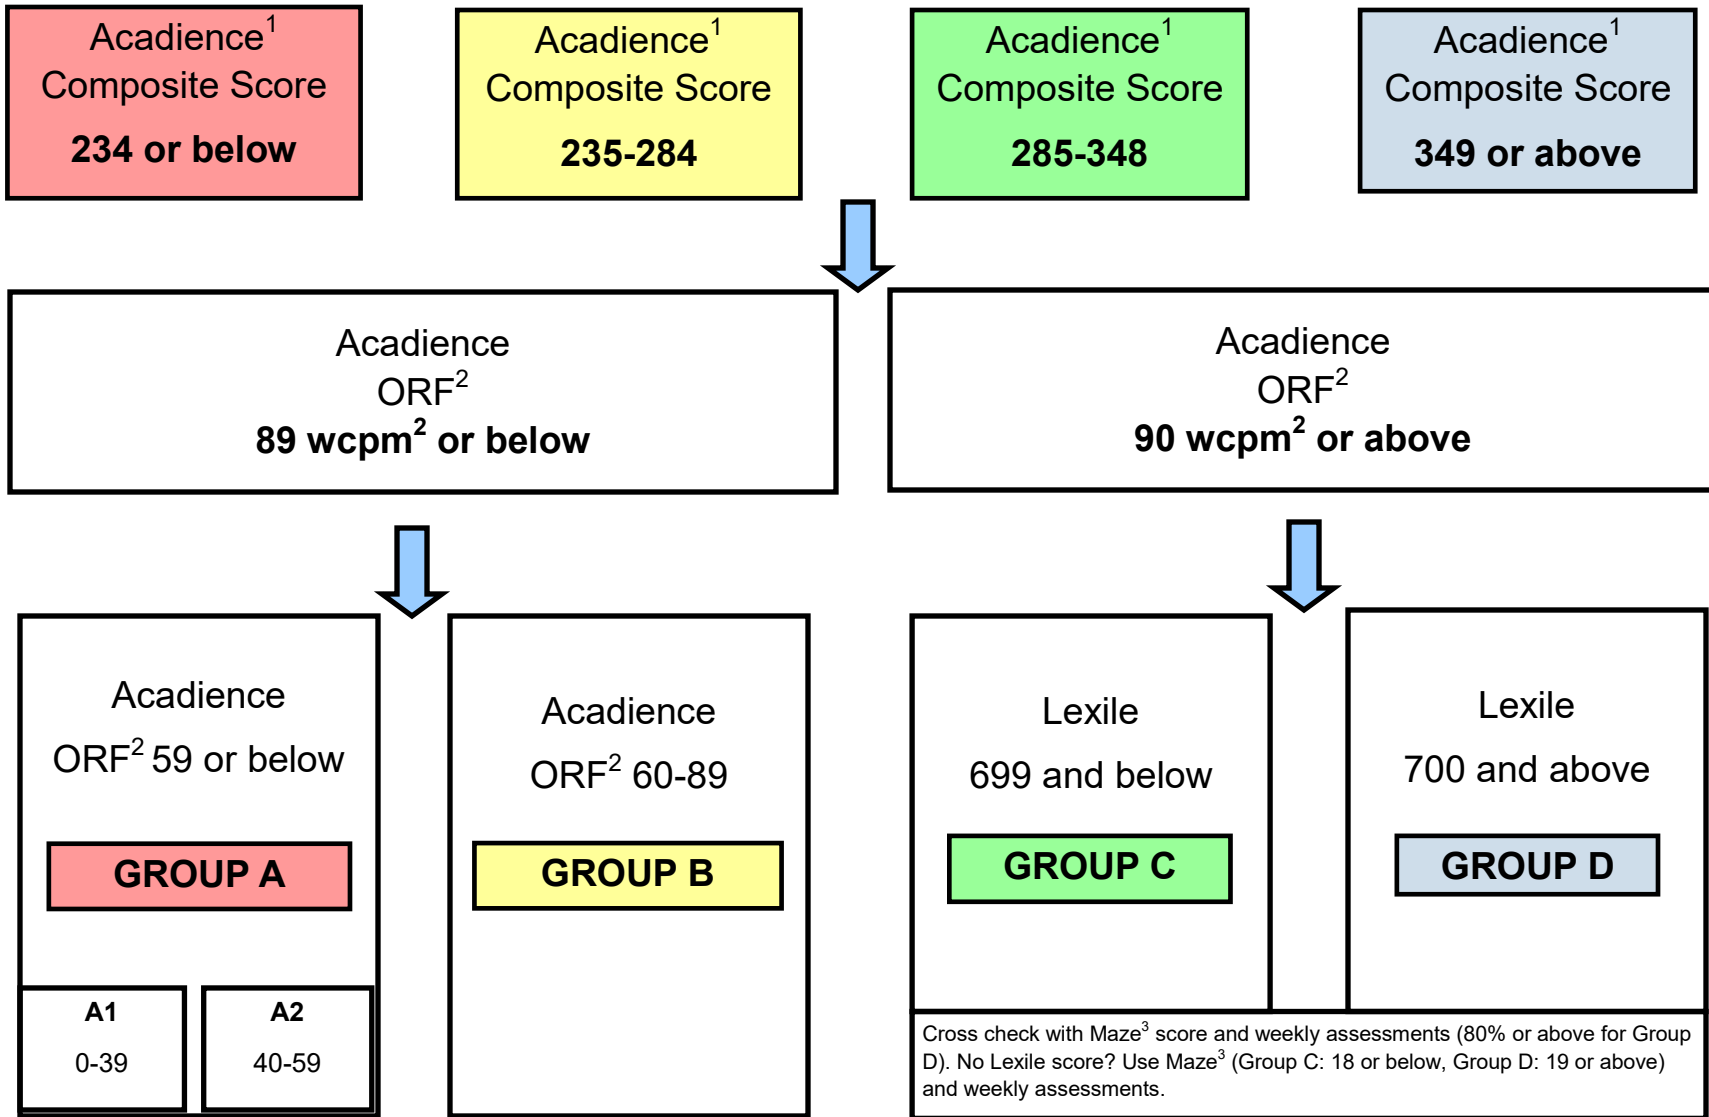 Acadience¹
Composite Score
234 or below
Acadience¹
Composite Score
235-284
Acadience¹
Composite Score
285-348
Acadience¹
Composite Score
349 or above
Acadience
ORF²
89 wcpm² or below
Acadience
ORF²
90 wcpm² or above
Acadience
ORF² 59 or below
GROUP A
A1
0-39
A2
40-59
Acadience
ORF² 60-89
GROUP B
Lexile
699 and below
GROUP C
Lexile
700 and above
GROUP D
Cross check with Maze³ score and weekly assessments (80% or above for Group
D). No Lexile score? Use Maze³ (Group C: 18 or below, Group D: 19 or above)
and weekly assessments.